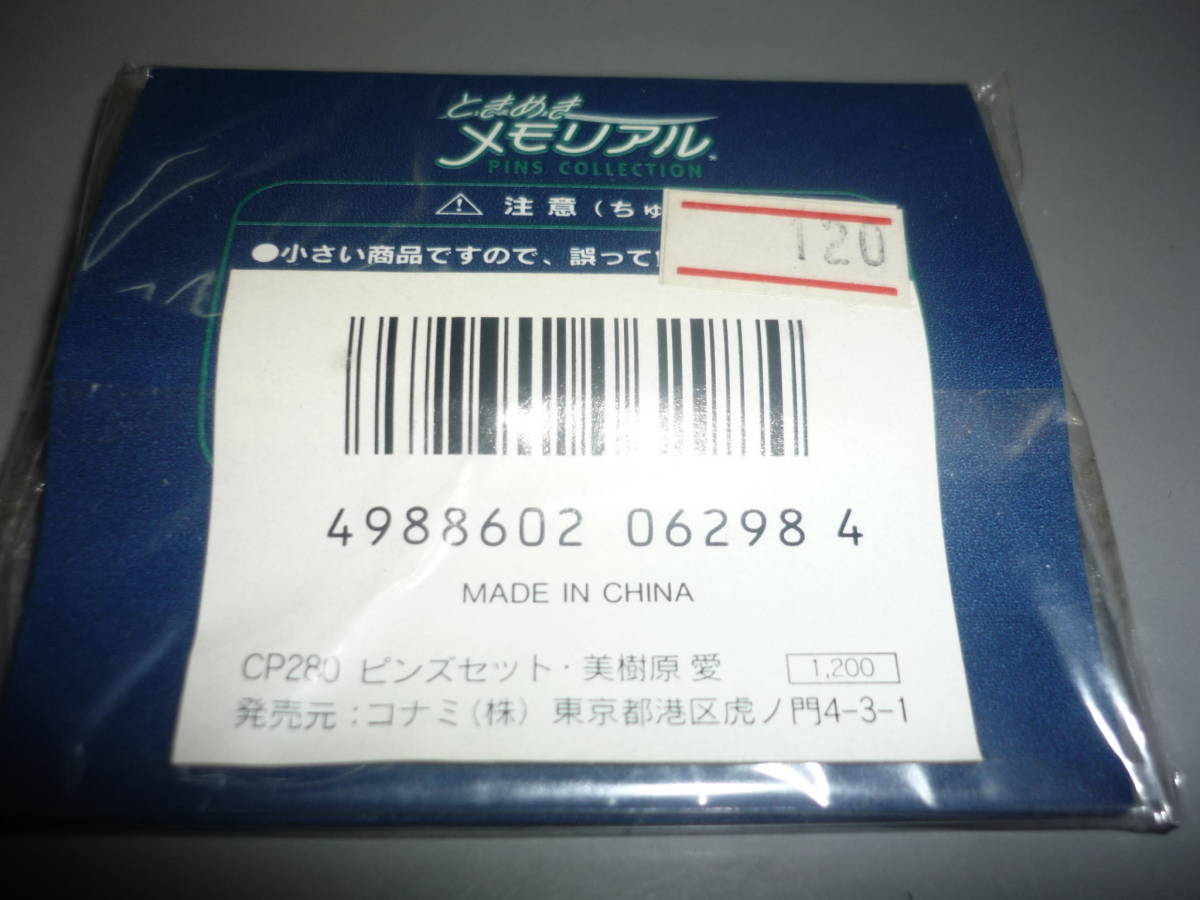 ときめき
メモリアル
PINS COLLECTION
⚠ 注意(ちゅ
120
●小さい商品ですので、誤って
4988602 06298 4
MADE IN CHINA
CP280 ピンズセット・美樹原 愛 1,200
発売元:コナミ(株) 東京都港区虎ノ門4-3-1